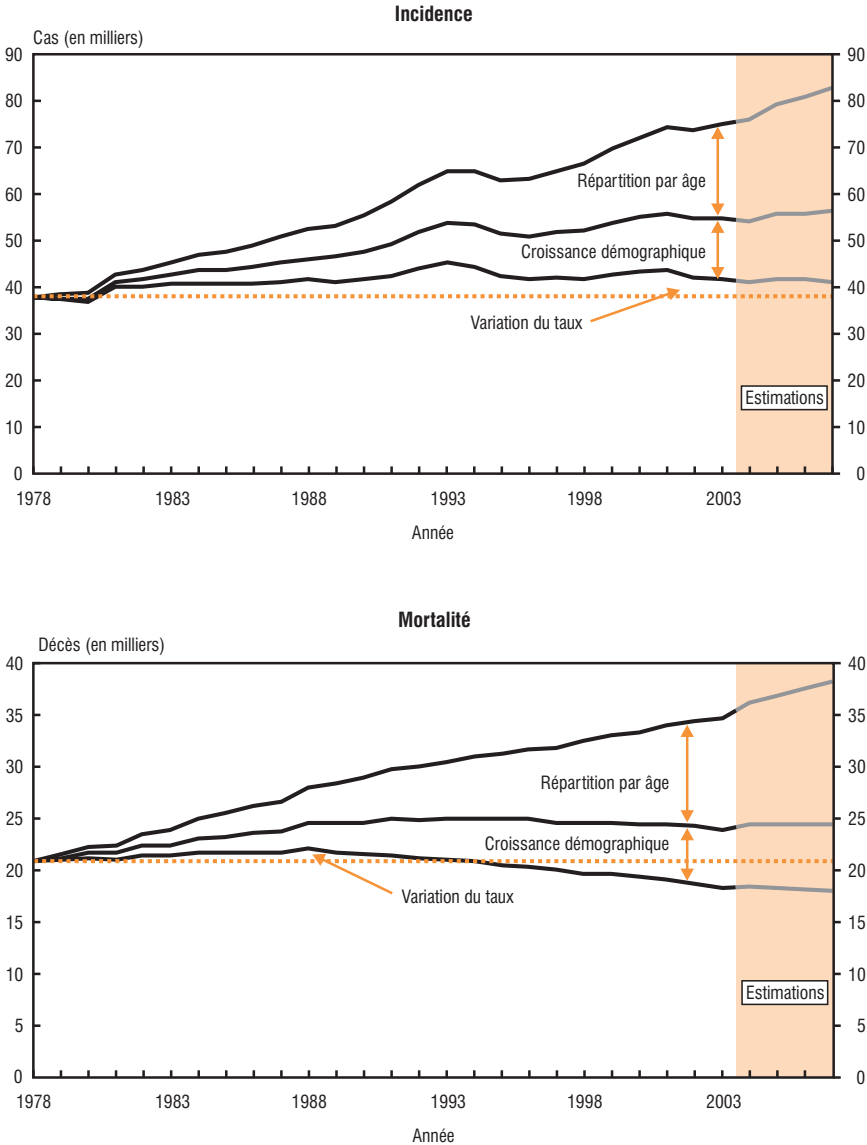 Incidence
Cas (en milliers)
90 90
80 80
70 70
Répartition par âge
60 60
50 50
Croissance démographique
40 40
Variation du taux
30 30
20 20
Estimations
10 10
0 0
1978 1983 1988 1993 1998 2003
Année
Mortalité
Décès (en milliers)
40 40
35 35
30 30
Répartition par âge
25 25
Croissance démographique
20 20
Variation du taux
15 15
10 10
Estimations
5 5
0 0
1978 1983 1988 1993 1998 2003
Année